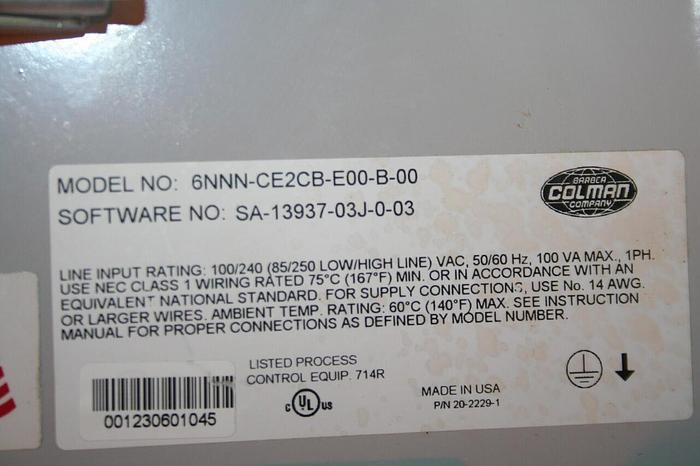 MODEL NO: 6NNN-CE2CB-E00-B-00
SOFTWARE NO: SA-13937-03J-0-03
BARBER
COLMAN
COMPANY
LINE INPUT RATING: 100/240 (85/250 LOW/HIGH LINE) VAC, 50/60 Hz, 100 VA MAX., 1PH.
USE NEC CLASS 1 WIRING RATED 75°C (167°F) MIN. OR IN ACCORDANCE WITH AN
EQUIVALENT NATIONAL STANDARD. FOR SUPPLY CONNECTIONS, USE No. 14 AWG.
OR LARGER WIRES. AMBIENT TEMP. RATING: 60°C (140°F) MAX. SEE INSTRUCTION
MANUAL FOR PROPER CONNECTIONS AS DEFINED BY MODEL NUMBER.
LISTED PROCESS
CONTROL EQUIP. 714R
001230601045
C UL US
MADE IN USA
P/N 20-2229-1